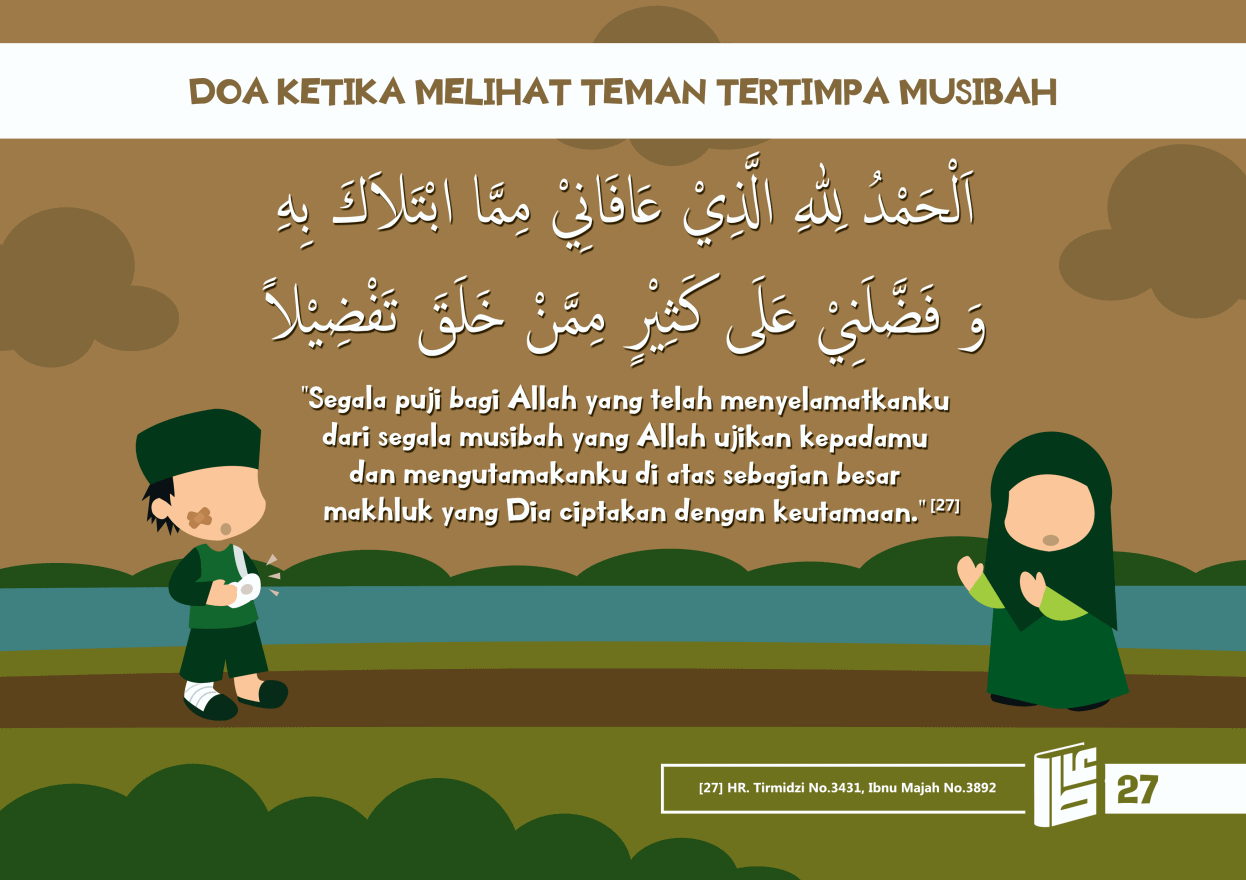 DOA KETIKA MELIHAT TEMAN TERTIMPA MUSIBAH
اَلْحَمْدُ لِلّٰهِ الَّذِيْ عَافَانِيْ مِمَّا ابْتَلاَكَ بِهِ
وَ فَضَّلَنِيْ عَلَى كَثِيْرٍ مِمَّنْ خَلَقَ تَفْضِيْلاً
"Segala puji bagi Allah yang telah menyelamatkanku
dari segala musibah yang Allah ujikan kepadamu
dan mengutamakanku di atas sebagian besar
makhluk yang Dia ciptakan dengan keutamaan." [27]
[27] HR. Tirmidzi No.3431, Ibnu Majah No.3892
27